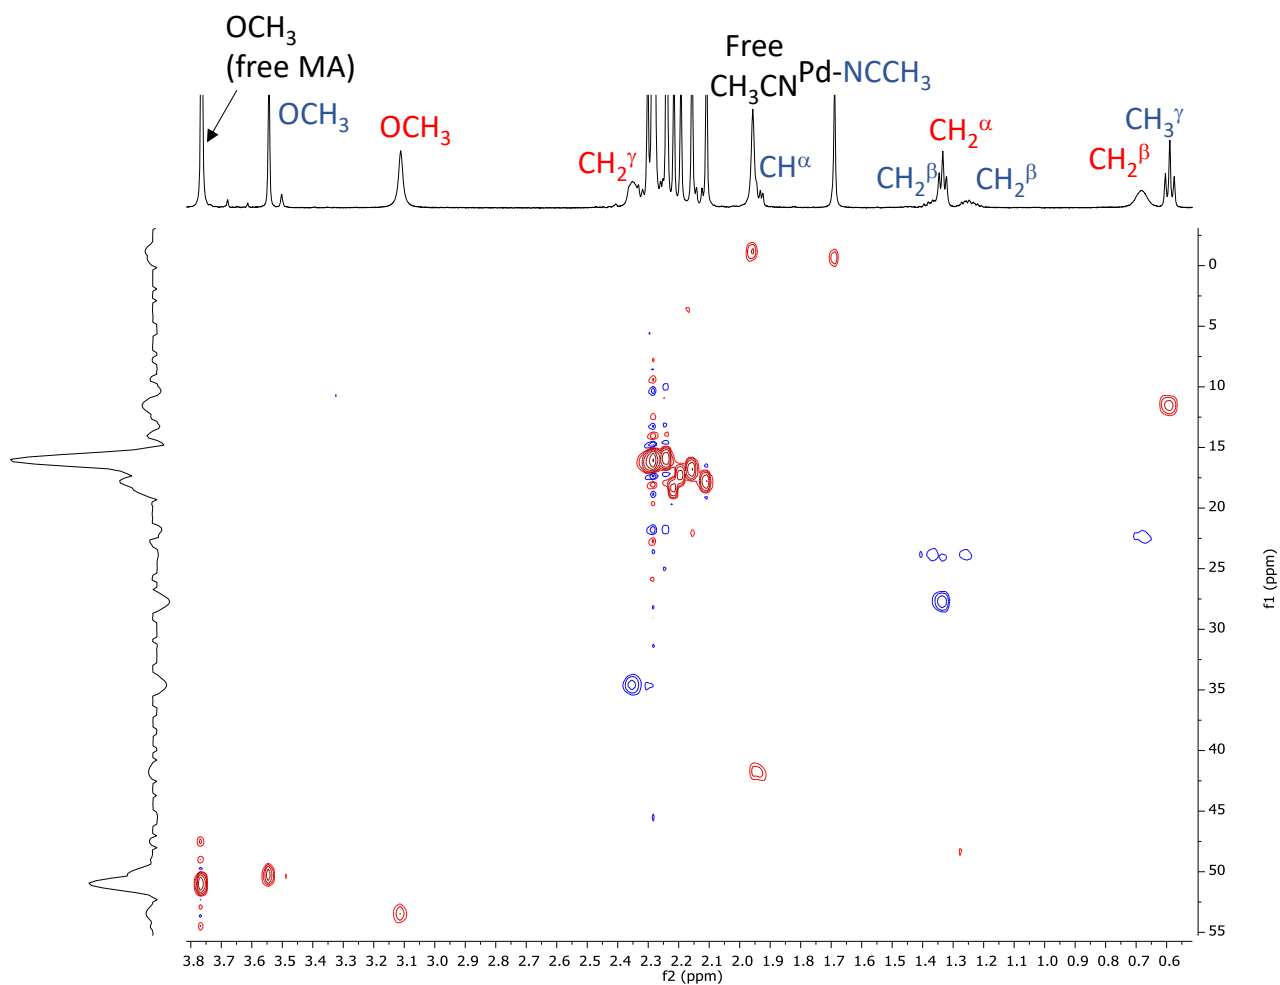 OCH₃
(free MA)
Free
CH₃CN
Pd-NCCH₃
OCH₃
OCH₃
CH₂ᵞ
CHᵅ
CH₂ᵝ
CH₂ᵅ
CH₂ᵝ
CH₂ᵝ
CH₃ᵞ
0
5
10
15
20
25
30
35
40
45
50
55
f1 (ppm)
3.8 3.7 3.6 3.5 3.4 3.3 3.2 3.1 3.0 2.9 2.8 2.7 2.6 2.5 2.4 2.3 2.2 2.1 2.0 1.9 1.8 1.7 1.6 1.5 1.4 1.3 1.2 1.1 1.0 0.9 0.8 0.7 0.6
f2 (ppm)